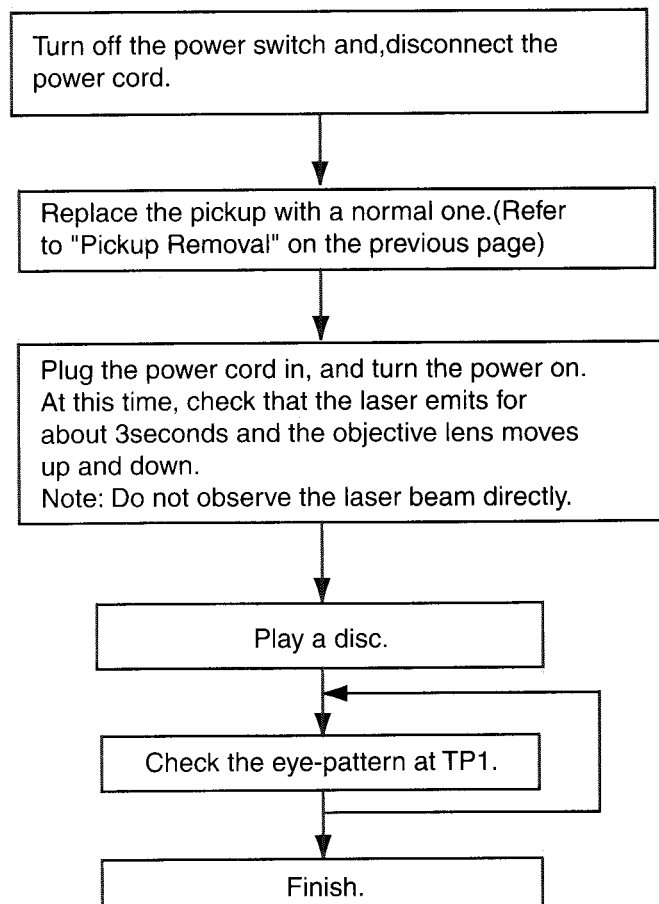 Turn off the power switch and,disconnect the
power cord.
Replace the pickup with a normal one.(Refer
to "Pickup Removal" on the previous page)
Plug the power cord in, and turn the power on.
At this time, check that the laser emits for
about 3seconds and the objective lens moves
up and down.
Note: Do not observe the laser beam directly.
Play a disc.
Check the eye-pattern at TP1.
Finish.